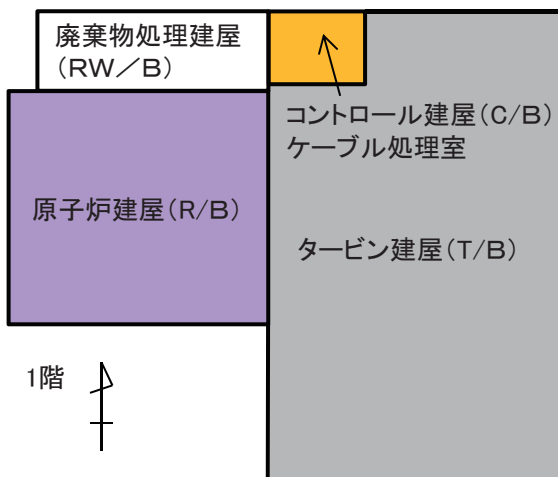 廃棄物処理建屋
(RW／B)
コントロール建屋(C/B)
ケーブル処理室
原子炉建屋(R/B)
タービン建屋(T/B)
1階